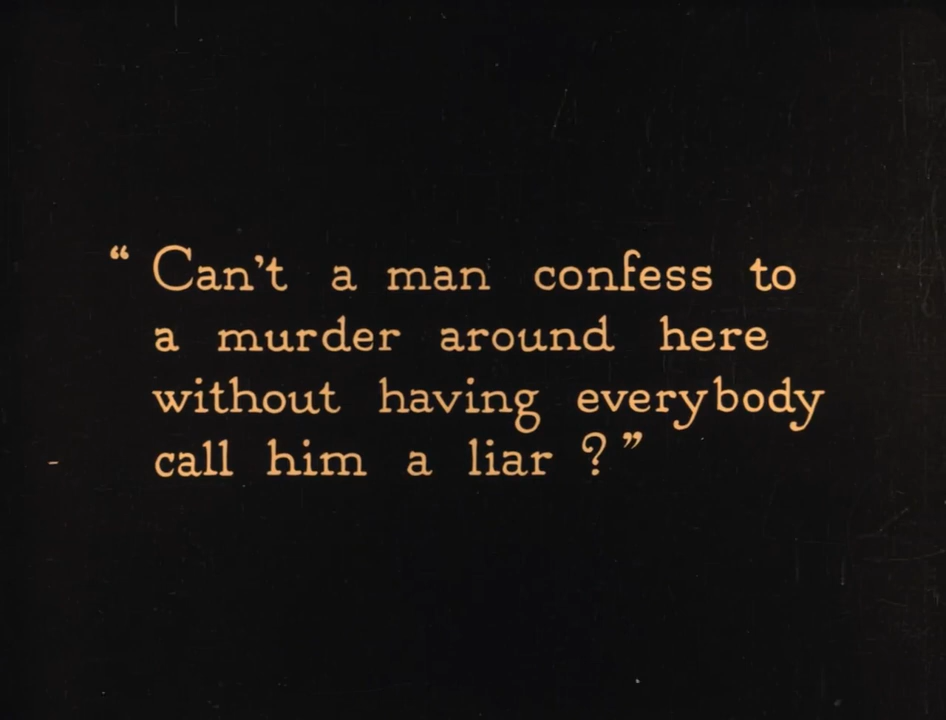 “ Can’t a man confess to
a murder around here
without having everybody
call him a liar ?”